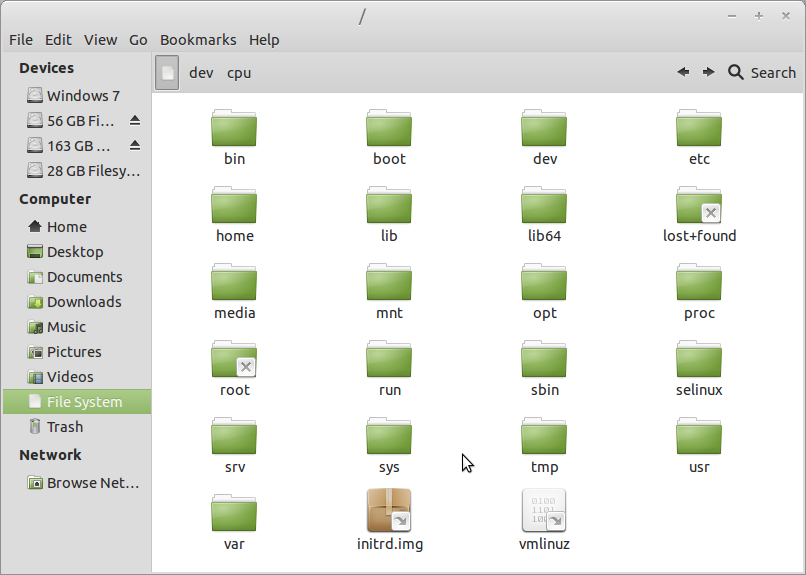 /
File Edit View Go Bookmarks Help
Devices
Windows 7
56 GB Fi...
163 GB ...
28 GB Filesy...
Computer
Home
Desktop
Documents
Downloads
Music
Pictures
Videos
File System
Trash
Network
Browse Net...
dev cpu Search
bin boot dev etc
home lib lib64 lost+found
media mnt opt proc
root run sbin selinux
srv sys tmp usr
var initrd.img vmlinuz